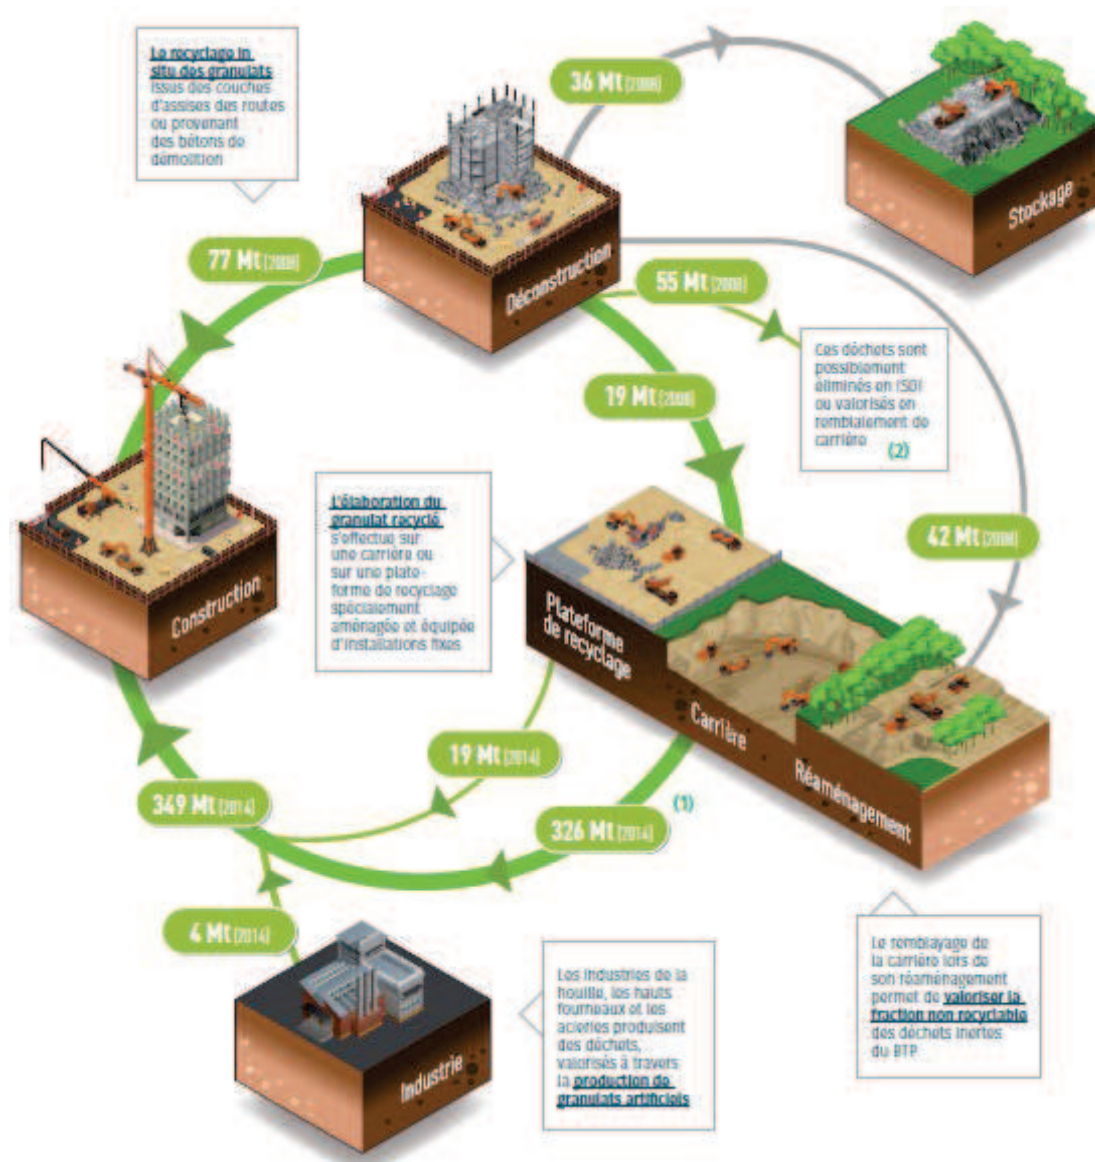 Le recyclage in
situ des granulats
issus des couches
d'assises des routes
ou provenant
des bétons de
démolition
36 Mt (2008)
Stockage
77 Mt (2008)
Déconstruction
55 Mt (2008)
Ces déchets sont
possiblement
éliminés en ISDI
ou valorisés en
remblaiement de
carrière
(2)
19 Mt (2008)
L'élaboration du
granulat recyclé
s'effectue sur
une carrière ou
sur une plate-
forme de recyclage
spécialement
aménagée et équipée
d'installations fixes
42 Mt (2008)
Construction
Plateforme
de recyclage
Carrière
Réaménagement
19 Mt (2014)
349 Mt (2014)
326 Mt (2014)
(1)
4 Mt (2014)
Industrie
Les industries de la
houille, les hauts
fourneaux et les
aciéries produisent
des déchets,
valorisés à travers
la production de
granulats artificiels
Le remblayage de
la carrière lors de
son réaménagement
permet de valoriser la
fraction non recyclable
des déchets inertes
du BTP